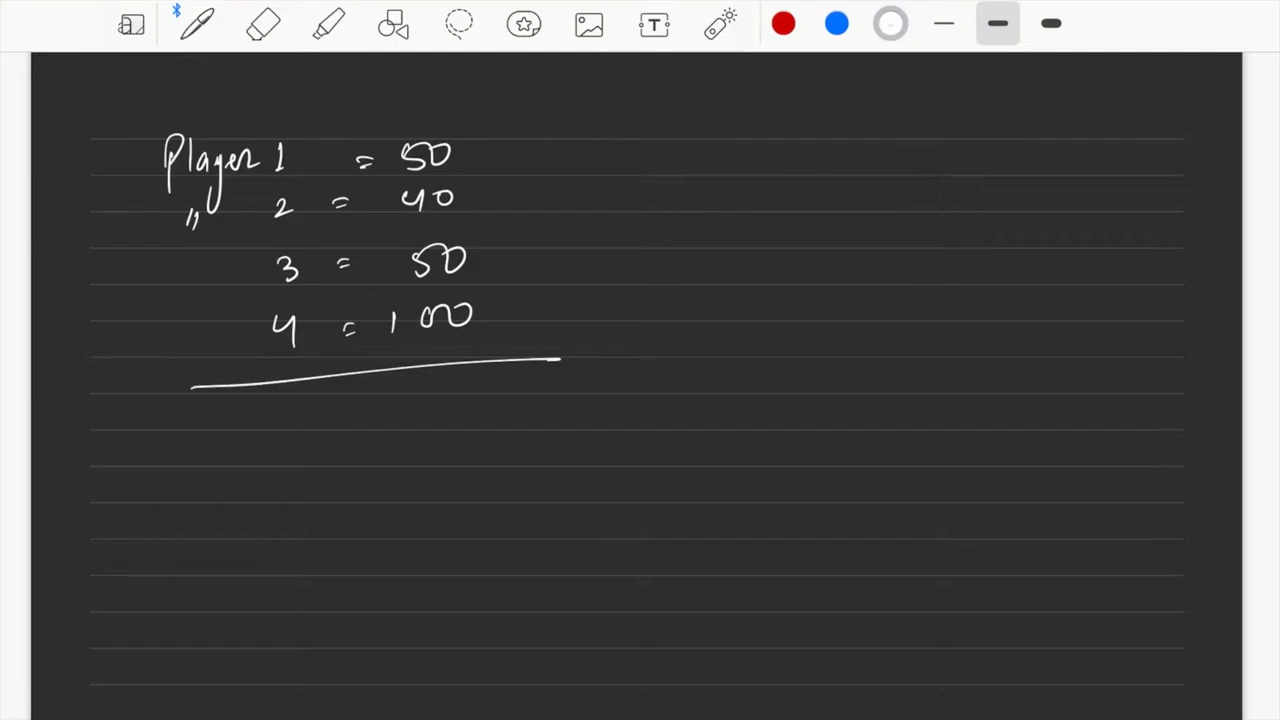 Player 1 = 50
" 2 = 40
3 = 50
4 = 100